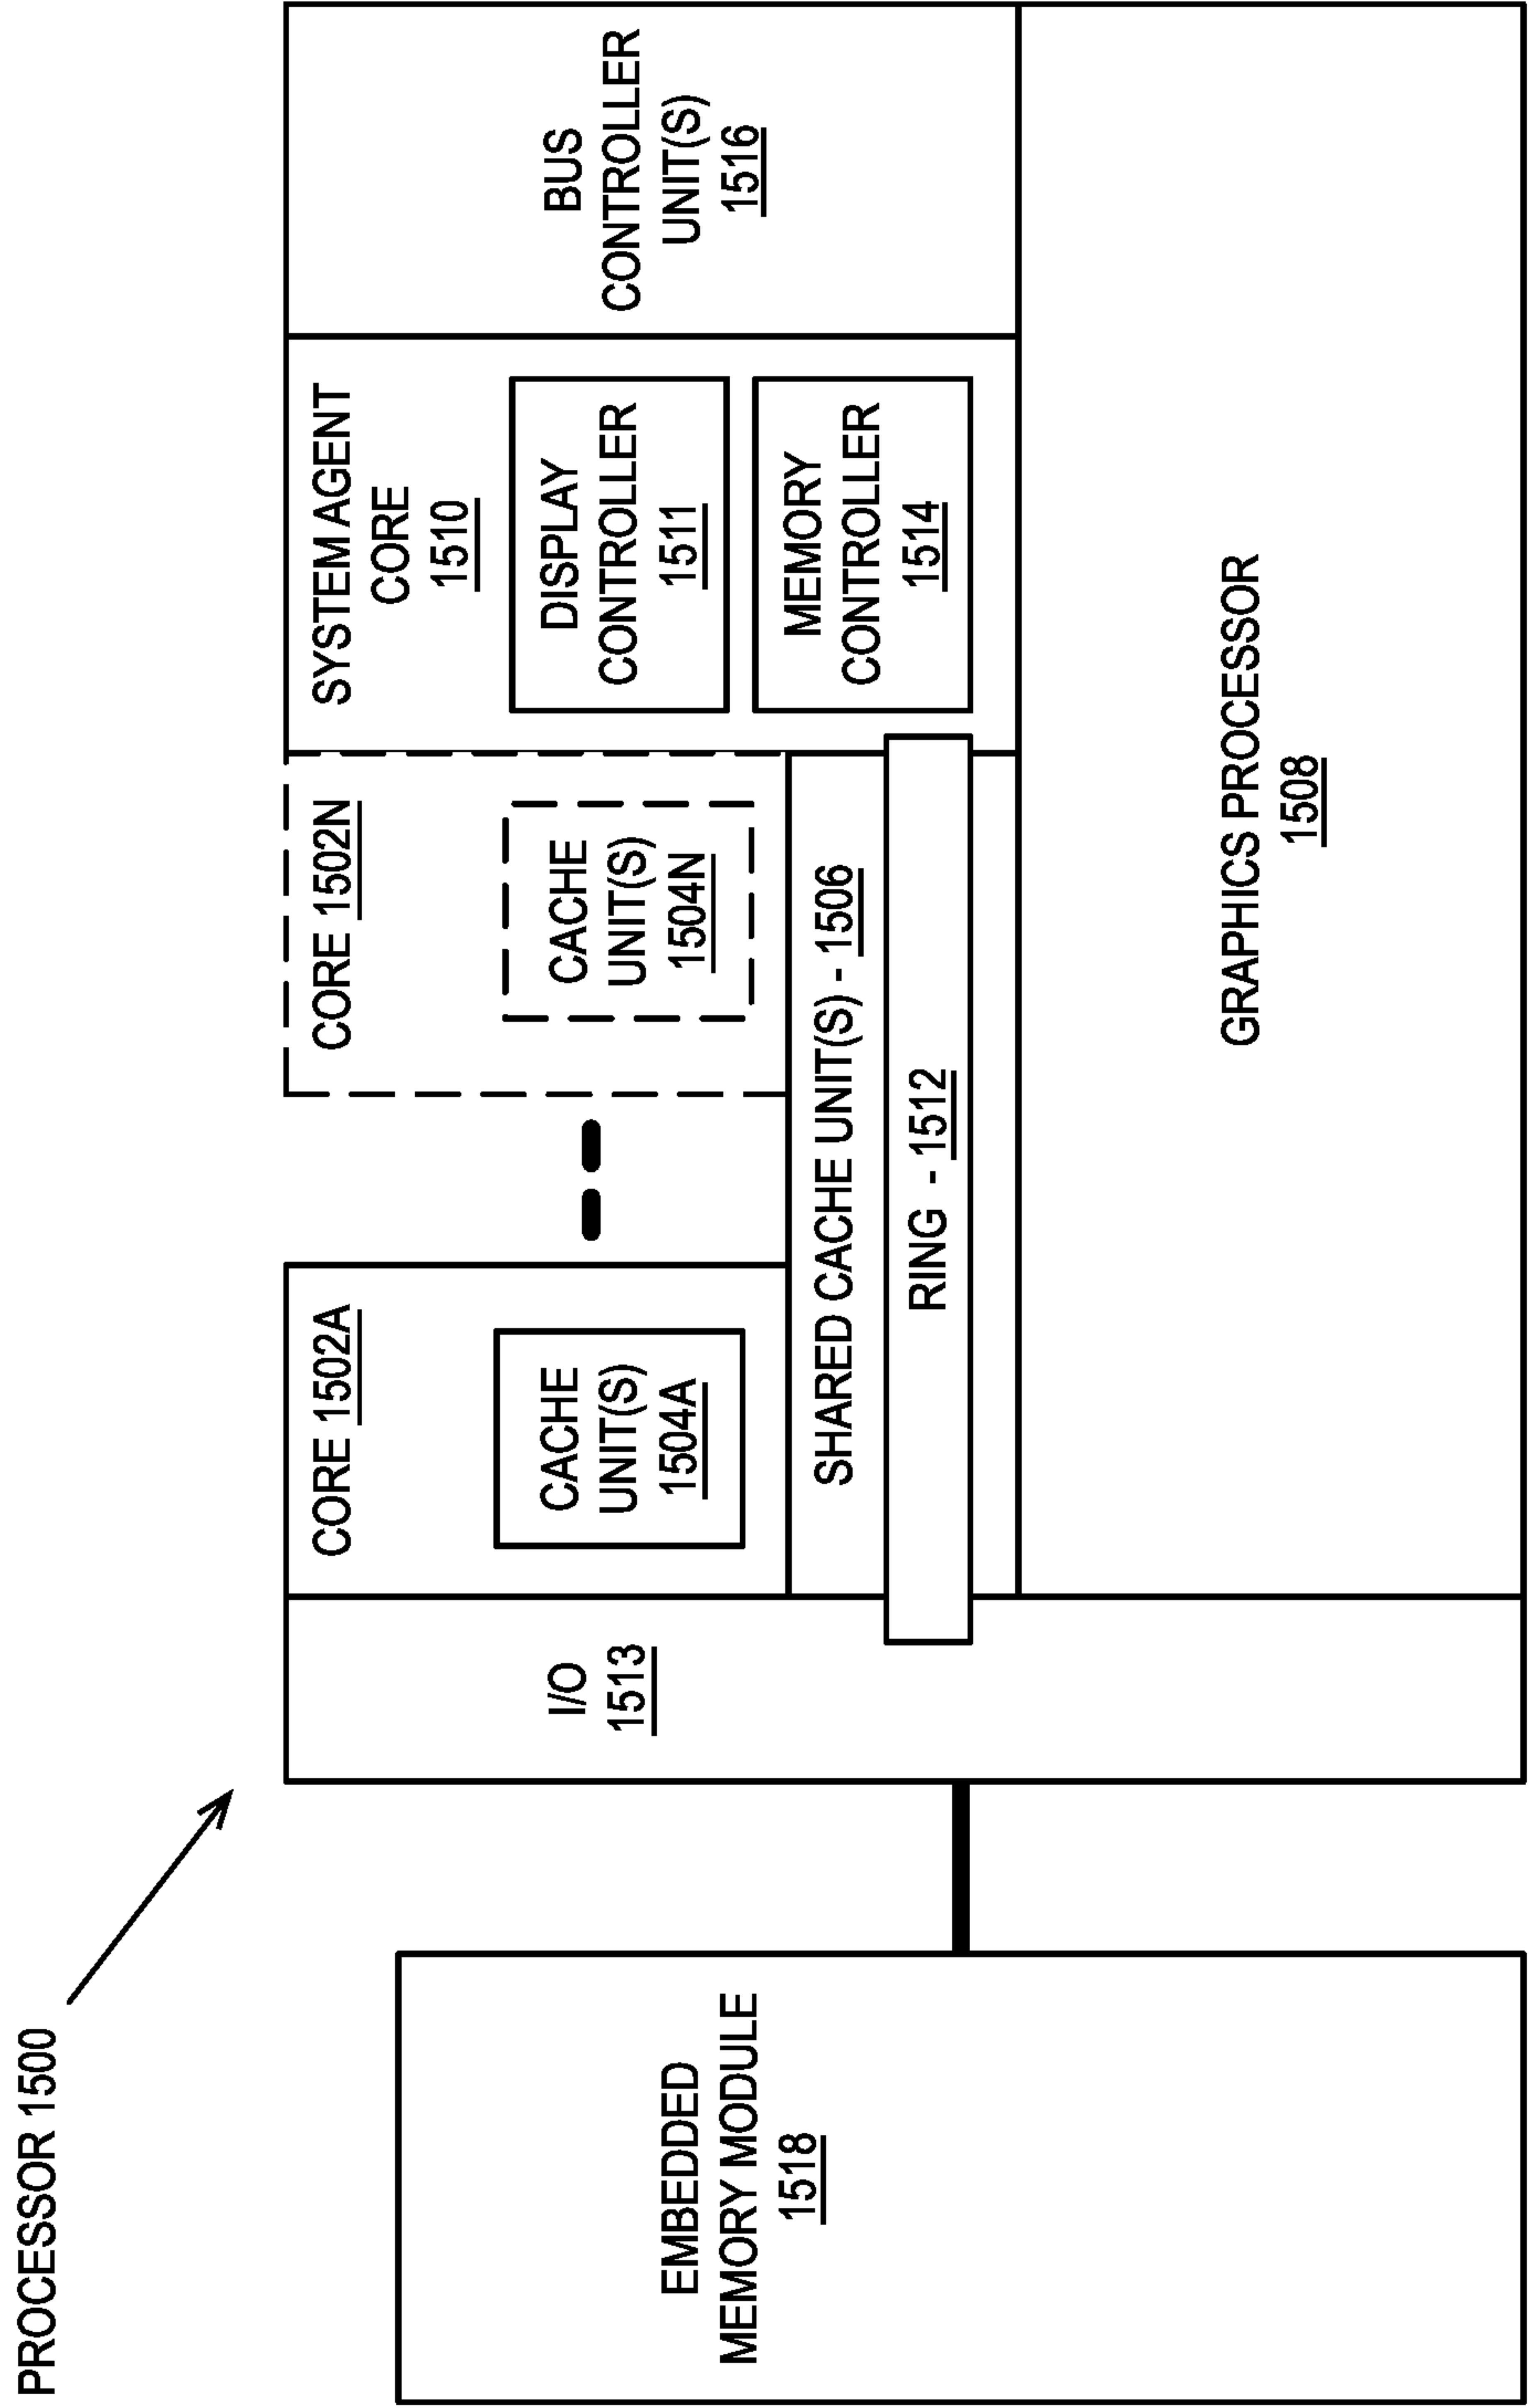 PROCESSOR 1500
EMBEDDED
MEMORY MODULE
1518
I/O
1513
CORE 1502A
CACHE
UNIT(S)
1504A
CORE 1502N
CACHE
UNIT(S)
1504N
SHARED CACHE UNIT(S) - 1506
RING - 1512
SYSTEM AGENT
CORE
1510
DISPLAY
CONTROLLER
1511
MEMORY
CONTROLLER
1514
BUS
CONTROLLER
UNIT(S)
1516
GRAPHICS PROCESSOR
1508